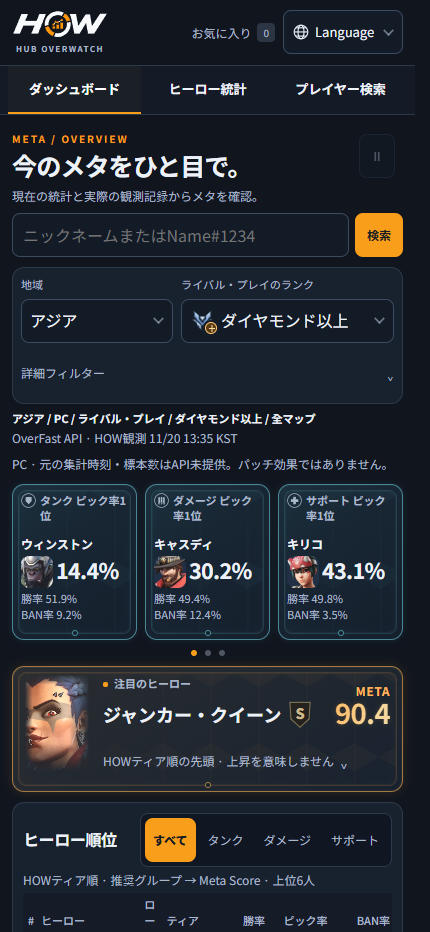 HOW
HUB OVERWATCH
お気に入り 0
Language
ダッシュボード ヒーロー統計 プレイヤー検索
META / OVERVIEW
今のメタをひと目で。
現在の統計と実際の観測記録からメタを確認。
ニックネームまたはName#1234 検索
地域 ライバル・プレイのランク
アジア ダイヤモンド以上
詳細フィルター
アジア / PC / ライバル・プレイ / ダイヤモンド以上 / 全マップ
OverFast API · HOW観測 11/20 13:35 KST
PC · 元の集計時刻・標本数はAPI未提供。パッチ効果ではありません。
タンク ピック率1位
ウィンストン
14.4%
勝率 51.9%
BAN率 9.2%
ダメージ ピック率1位
キャスディ
30.2%
勝率 49.4%
BAN率 12.4%
サポート ピック率1位
キリコ
43.1%
勝率 49.8%
BAN率 3.5%
注目のヒーロー
ジャンカー・クイーン S
META
90.4
HOWティア順の先頭 · 上昇を意味しません
ヒーロー順位 すべて タンク ダメージ サポート
HOWティア順 · 推奨グループ → Meta Score · 上位6人
# ヒーロー ロー ティア 勝率 ピック率 BAN率